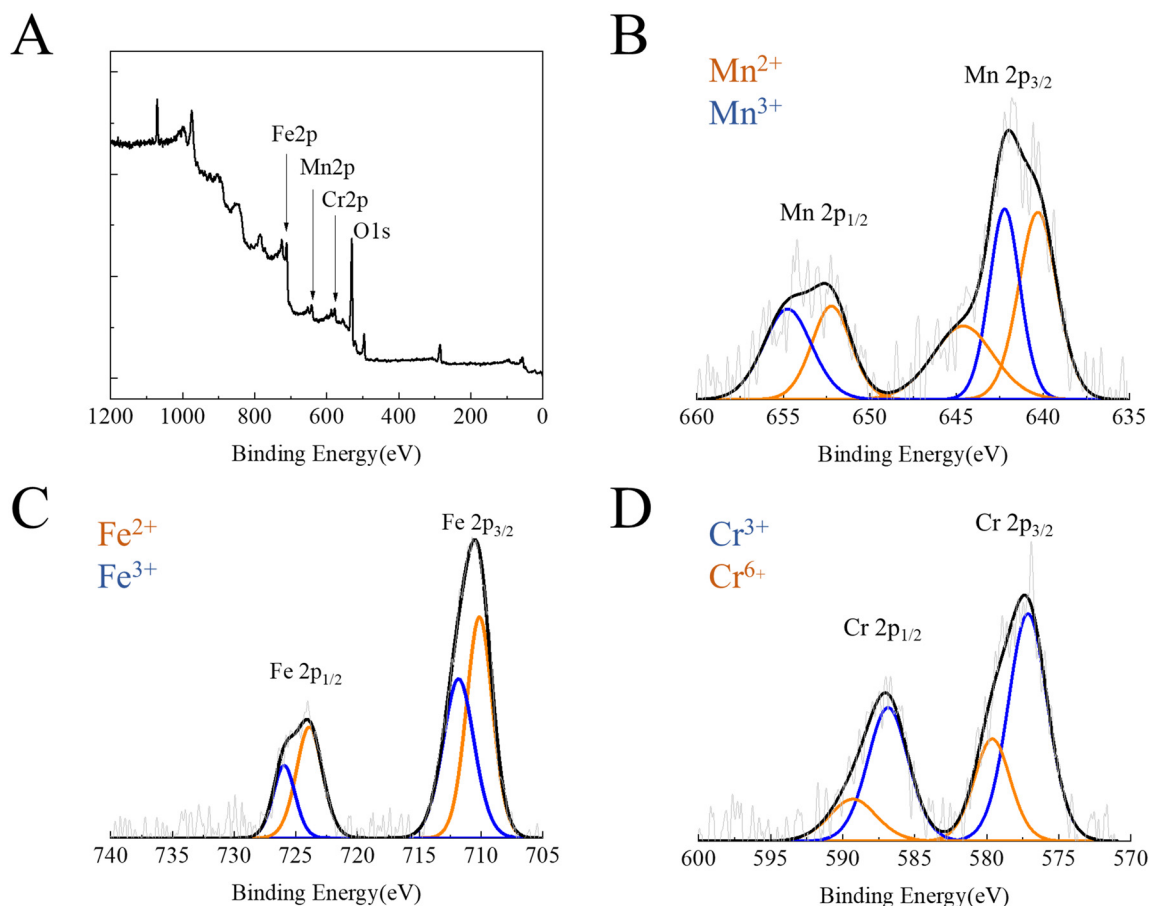 A
Fe2p
Mn2p
Cr2p
O1s
1200 1000 800 600 400 200 0
Binding Energy(eV)
B
Mn²⁺
Mn³⁺
Mn 2p₃/₂
Mn 2p₁/₂
660 655 650 645 640 635
Binding Energy(eV)
C
Fe²⁺
Fe³⁺
Fe 2p₃/₂
Fe 2p₁/₂
740 735 730 725 720 715 710 705
Binding Energy(eV)
D
Cr³⁺
Cr⁶⁺
Cr 2p₃/₂
Cr 2p₁/₂
600 595 590 585 580 575 570
Binding Energy(eV)